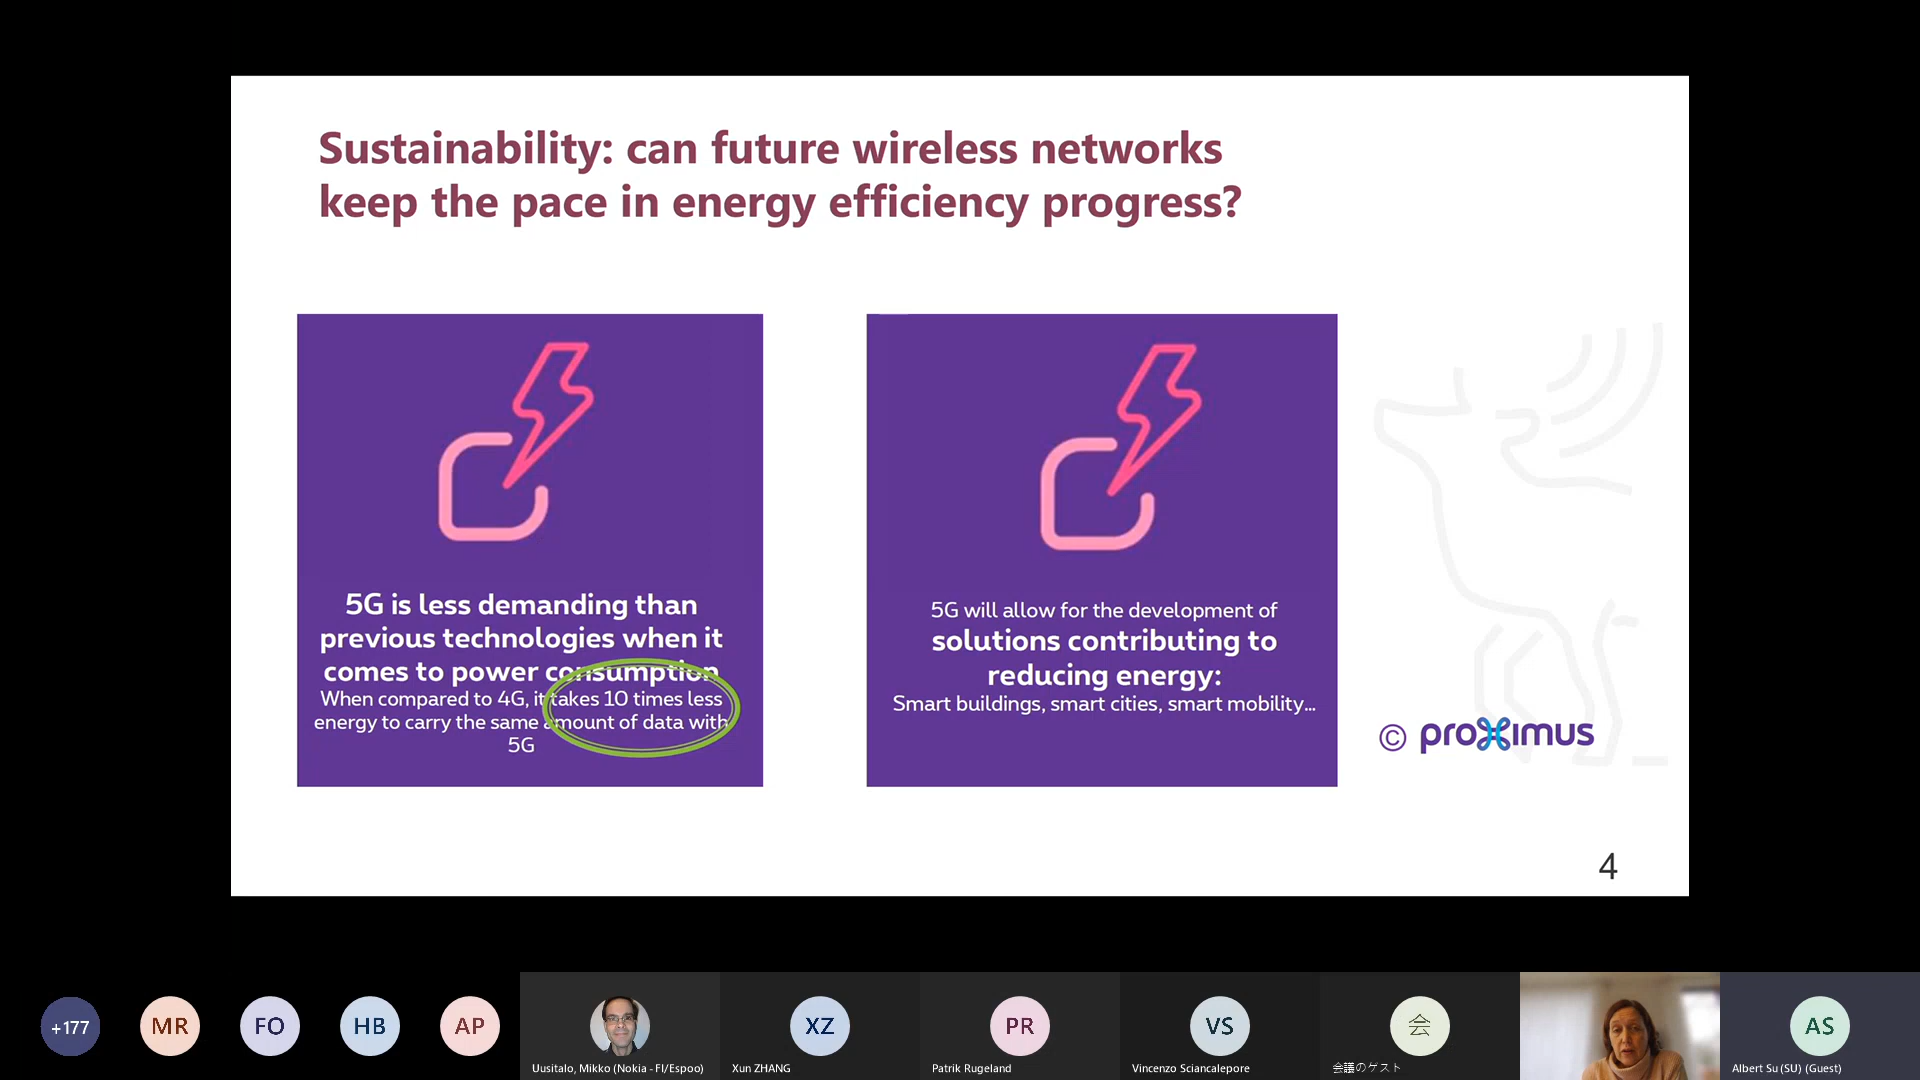 Sustainability: can future wireless networks
keep the pace in energy efficiency progress?
5G is less demanding than
previous technologies when it
comes to power consumption
When compared to 4G, it takes 10 times less
energy to carry the same amount of data with
5G
5G will allow for the development of
solutions contributing to
reducing energy:
Smart buildings, smart cities, smart mobility...
© proximus
4
+177
MR
FO
HB
AP
Uusitalo, Mikko (Nokia - FI/Espoo)
XZ
Xun ZHANG
PR
Patrik Rugeland
VS
Vincenzo Sciancalepore
会
会議のゲスト
AS
Albert Su (SU) (Guest)